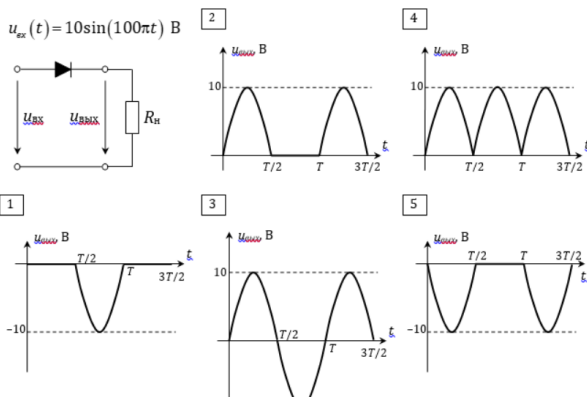 u_вх(t) = 10sin(100πt) В
u_вх u_вых R_н
2
u_вых, В
10
T/2 T 3T/2
t
4
u_вых, В
10
T/2 T 3T/2
t
1
u_вых, В
T/2 T 3T/2
t
−10
3
u_вых, В
10
T/2 T 3T/2
t
5
u_вых, В
T/2 T 3T/2
t
−10